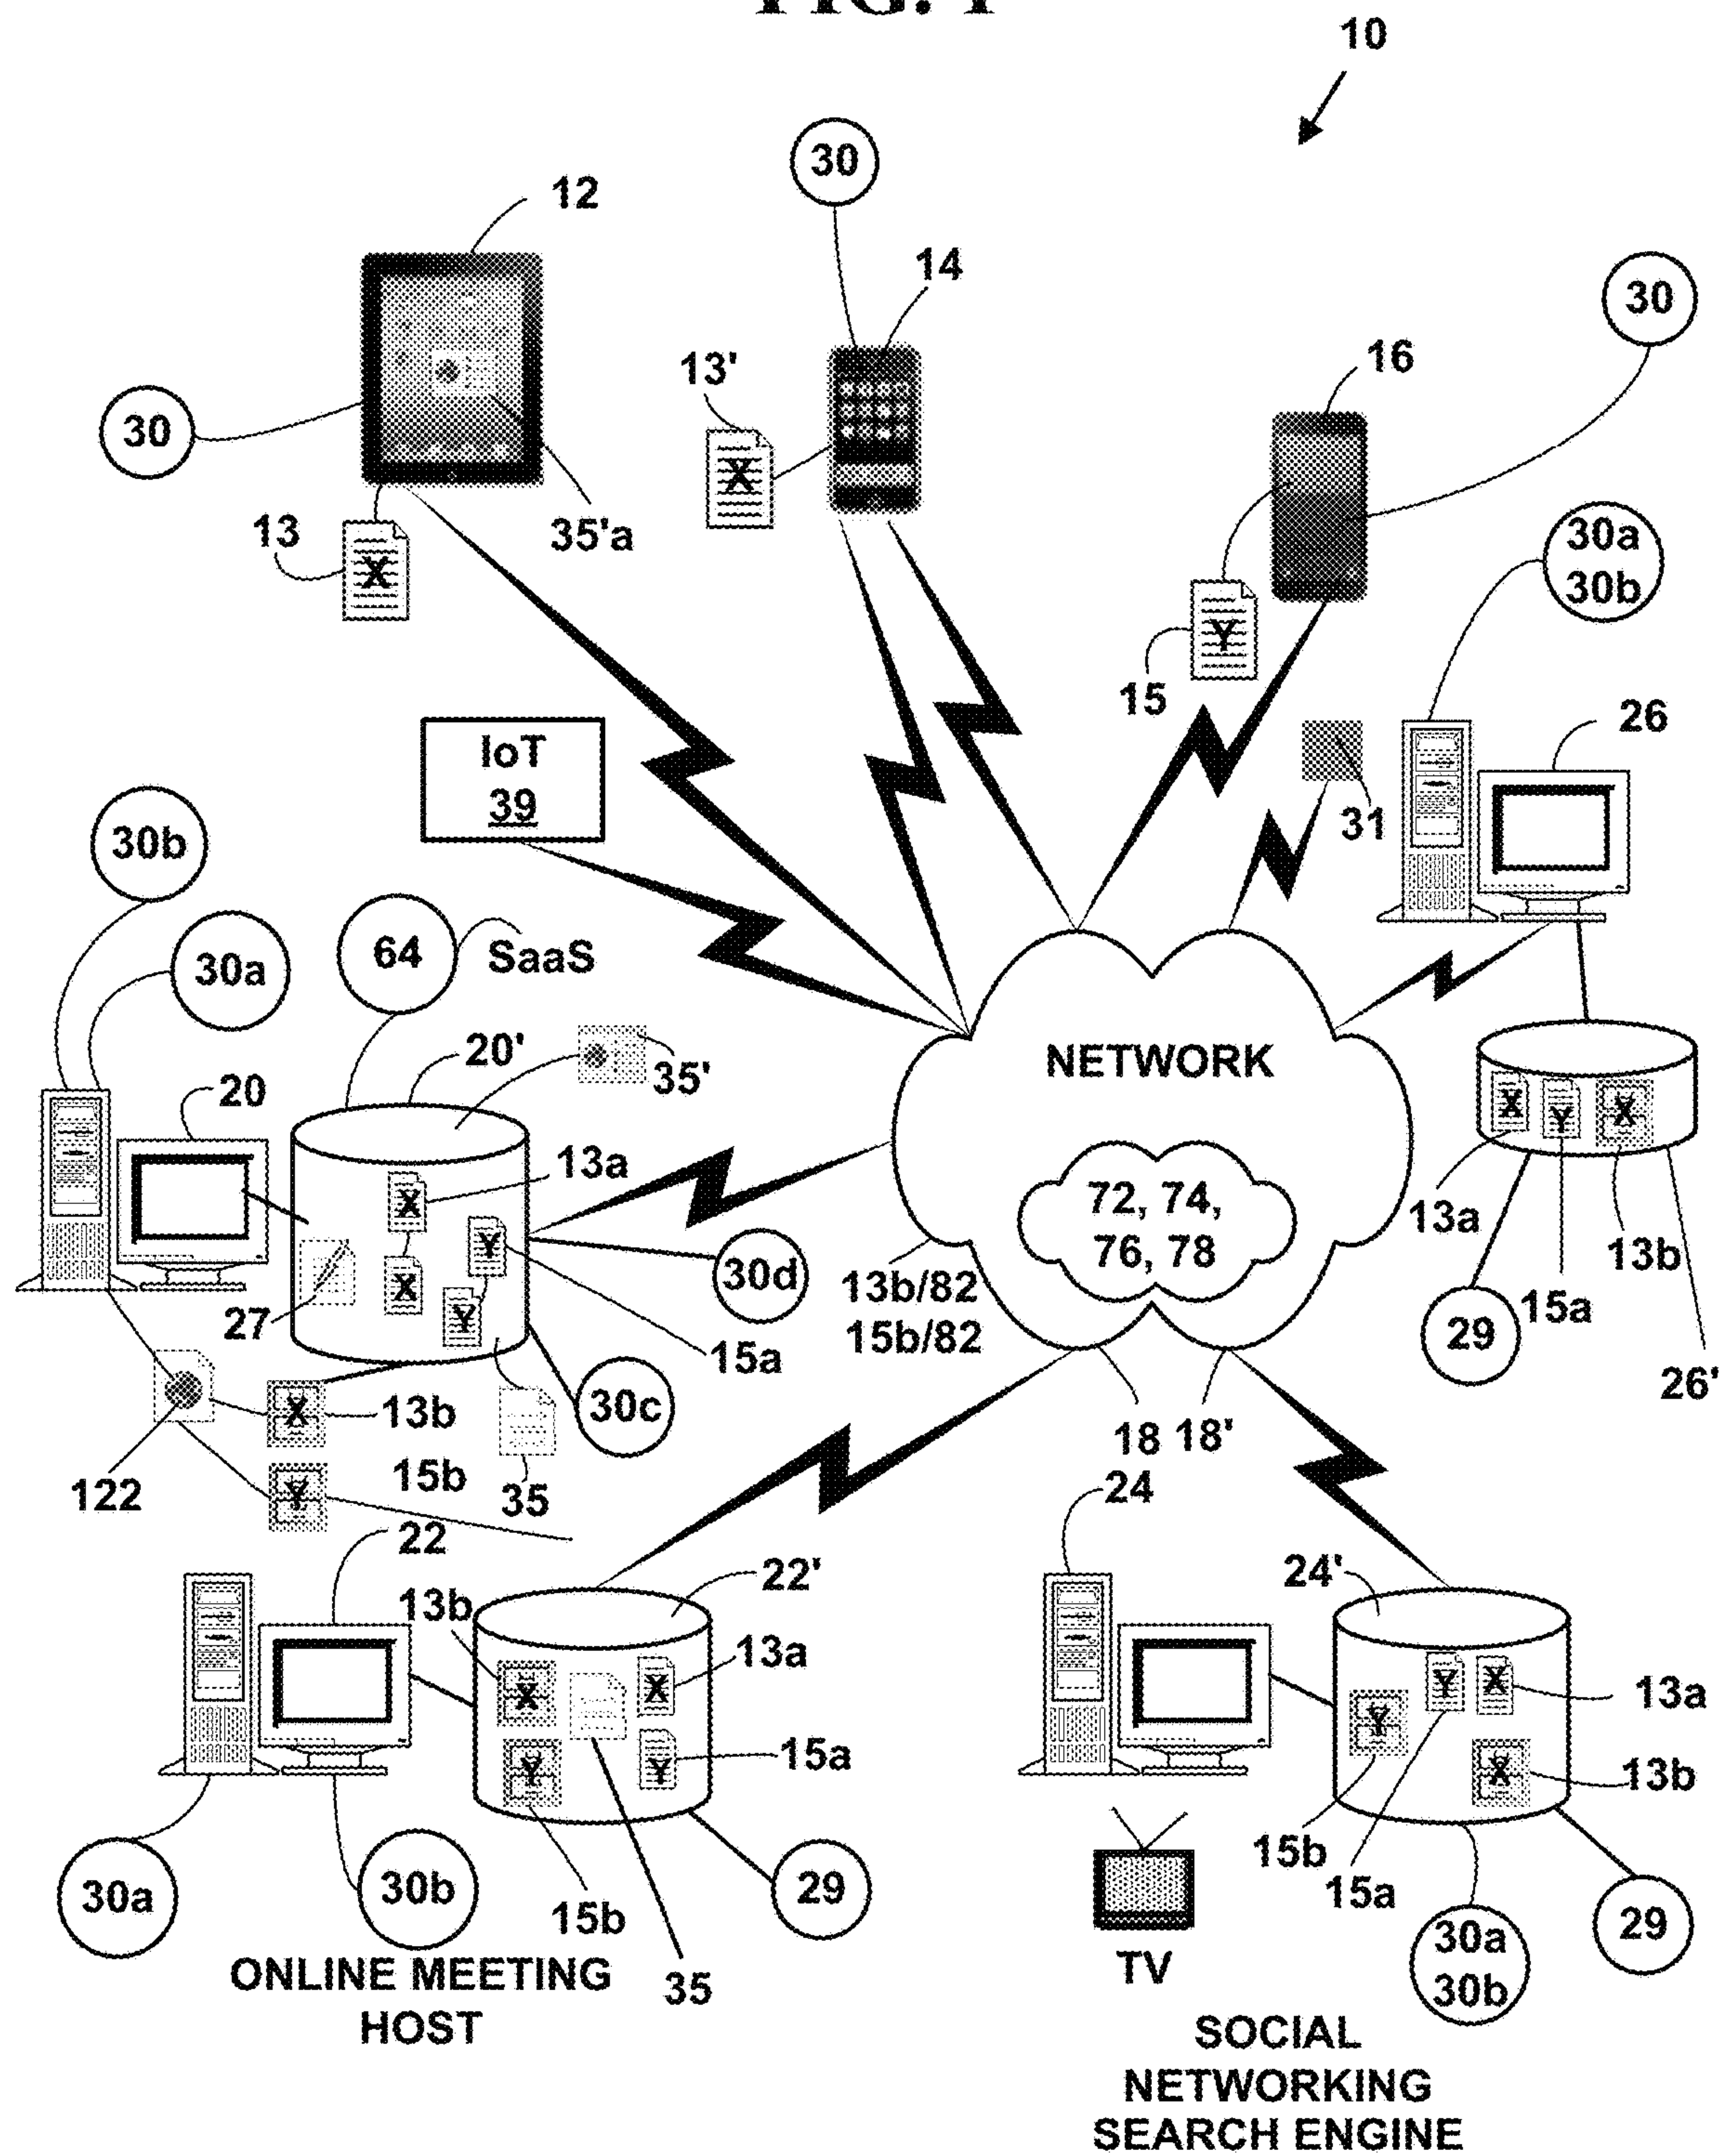 FIG. 1
10
30
12
14
30
13'
16
30
35'a
13
X
X
30a
30b
Y
15
IoT
39
26
31
30b
30a
64
SaaS
20'
35'
NETWORK
20
X
Y
X
13a
X
Y
72, 74,
76, 78
13a
13b
X
30d
13b/82
15b/82
27
Y
15a
15a
29
26'
X
13b
30c
18
18'
122
Y
15b
35
24
22
22'
24'
13b
13a
X
X
Y
X
13a
Y
Y
Y
15a
X
13b
15b
15a
30a
30b
29
15b
35
TV
30a
30b
29
ONLINE MEETING
HOST
SOCIAL
NETWORKING
SEARCH ENGINE